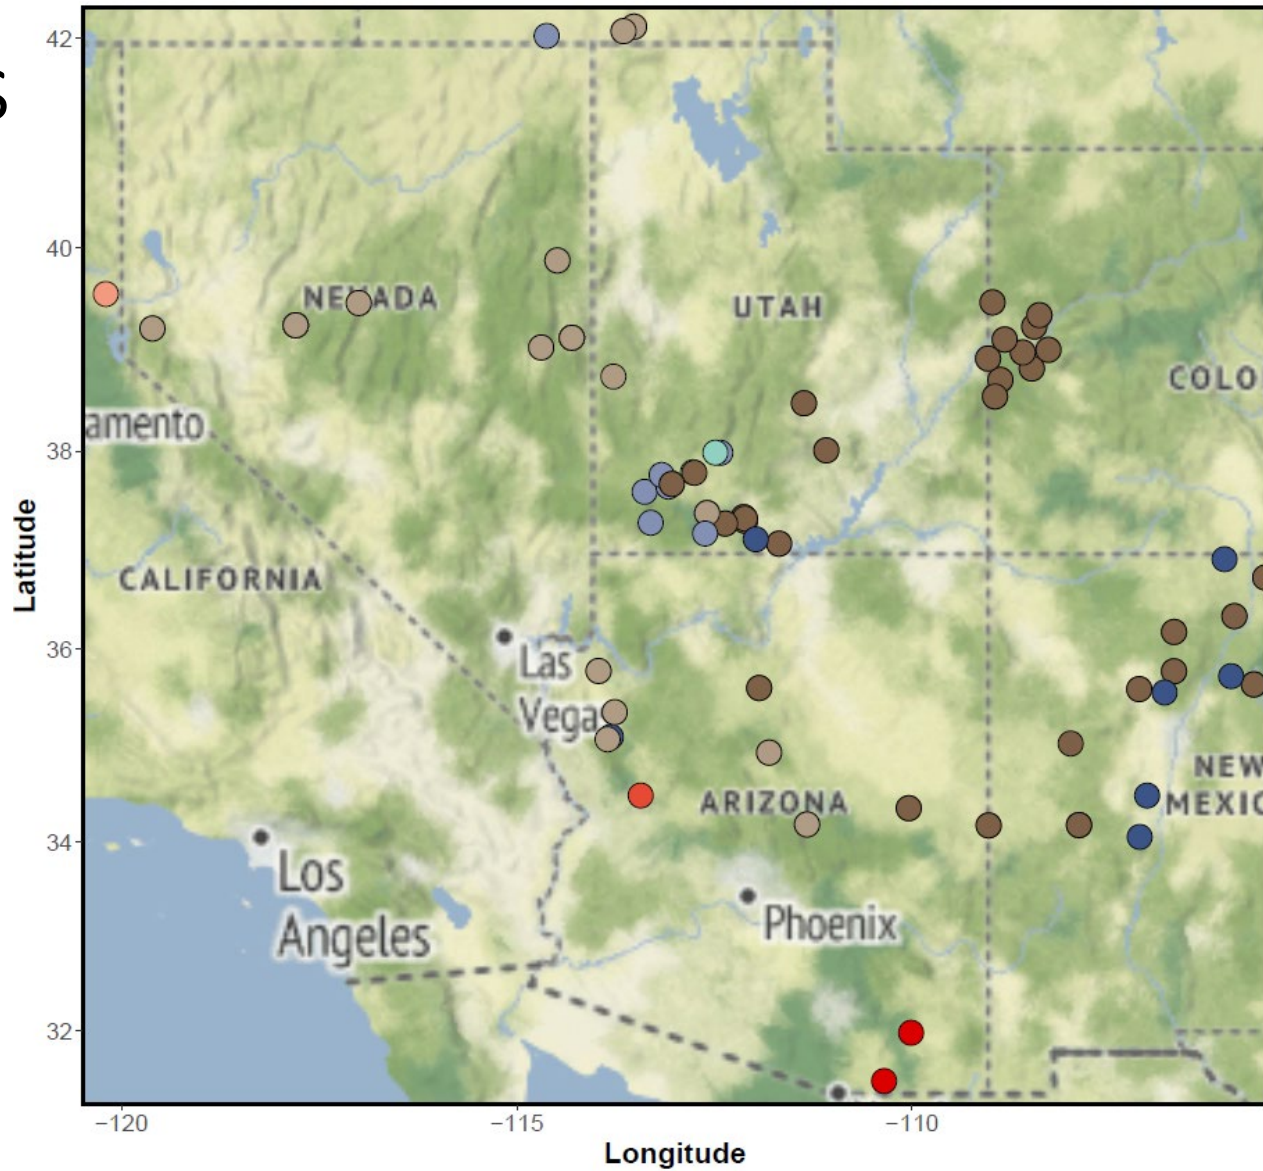 s
42
40
38
36
34
32
Latitude
NEVADA
UTAH
COLO
amento
CALIFORNIA
Las
Vega
ARIZONA
NEW
MEXIC
Los
Angeles
Phoenix
−120
−115
−110
Longitude